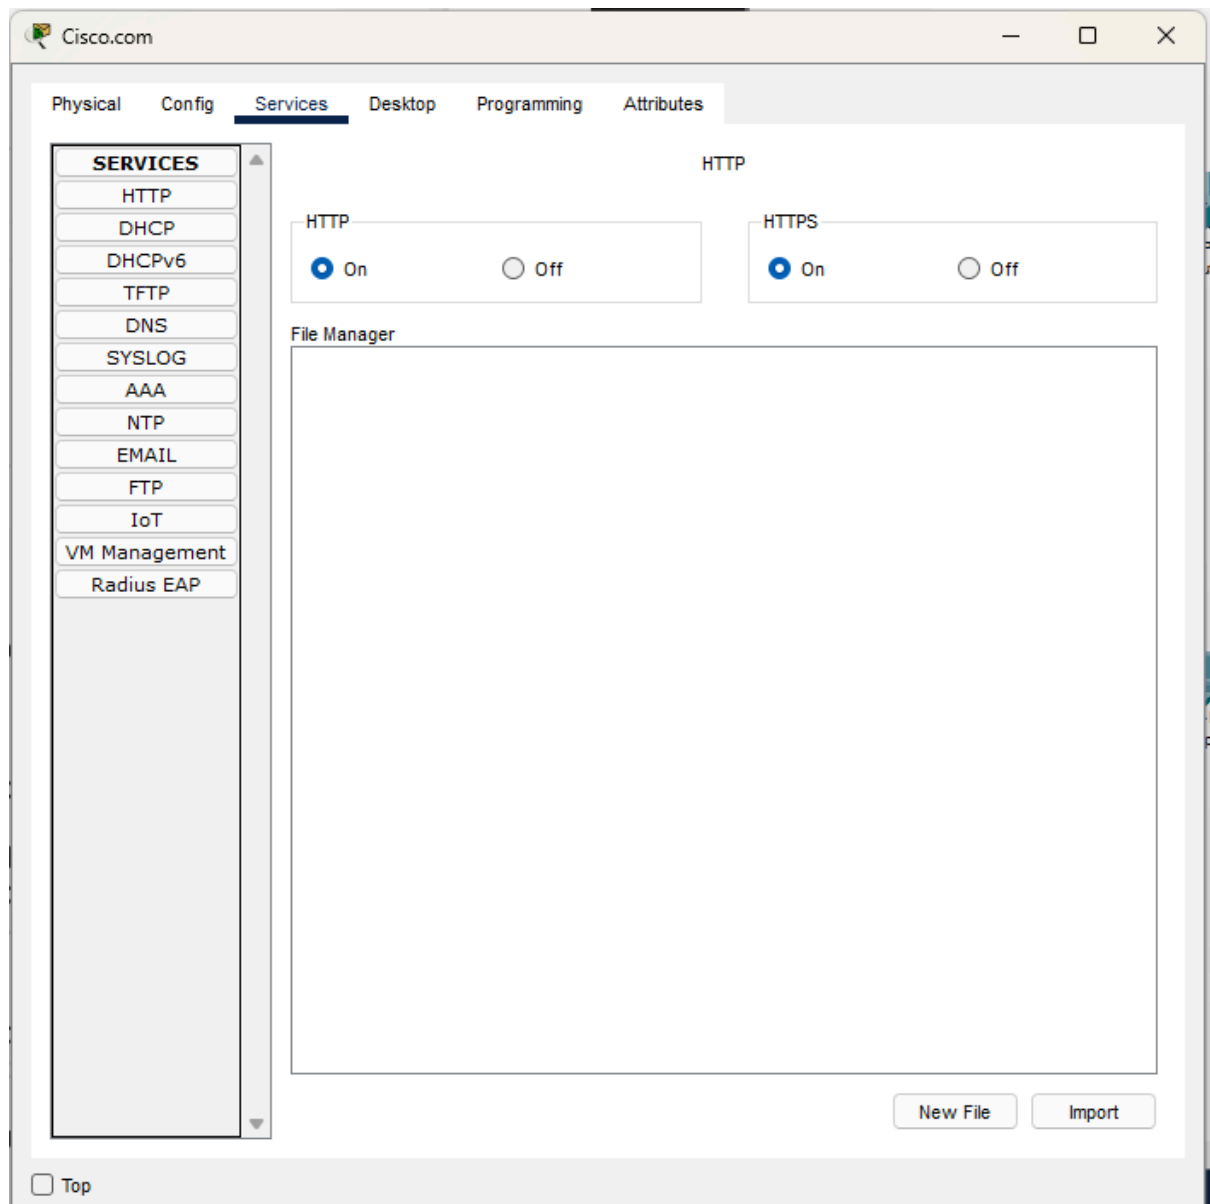 Cisco.com
Physical Config Services Desktop Programming Attributes
SERVICES
HTTP
DHCP
DHCPv6
TFTP
DNS
SYSLOG
AAA
NTP
EMAIL
FTP
IoT
VM Management
Radius EAP
HTTP
HTTP
On Off
HTTPS
On Off
File Manager
New File Import
Top